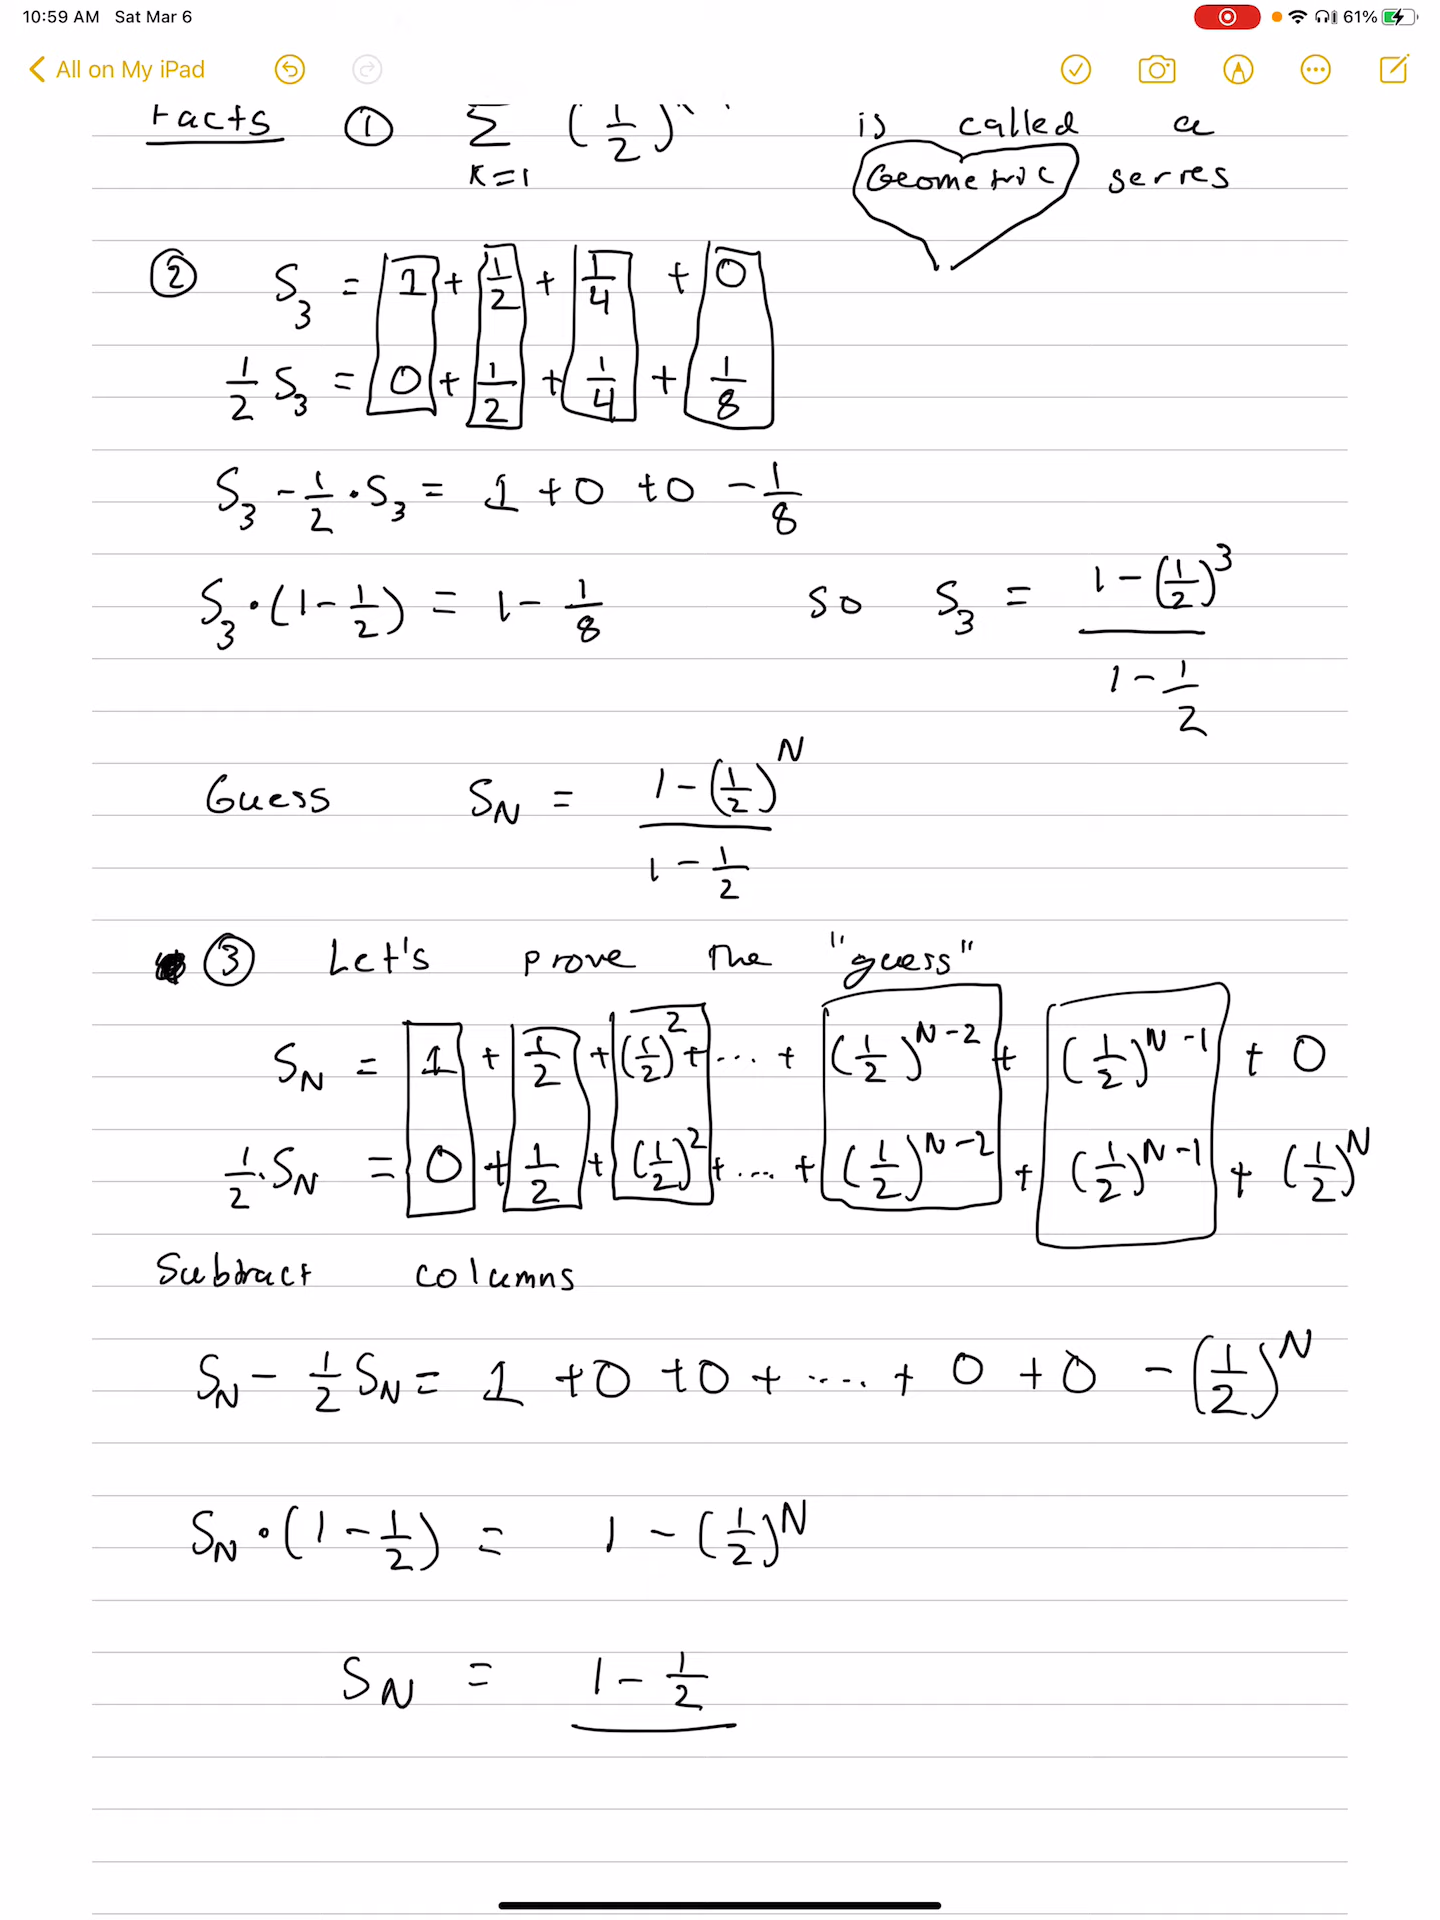 10:59 AM Sat Mar 6 61%
All on My iPad
Facts ① Σ (1/2) is called a
K=1 Geometric series
② S_3 = 1 + 1/2 + 1/4 + 0
1/2 S_3 = 0 + 1/2 + 1/4 + 1/8
S_3 - 1/2 · S_3 = 1 + 0 + 0 - 1/8
S_3 · (1 - 1/2) = 1 - 1/8 so S_3 = (1 - (1/2)^3) / (1 - 1/2)
Guess S_N = (1 - (1/2)^N) / (1 - 1/2)
③ Let's prove the "guess"
S_N = 1 + 1/2 + (1/2)^2 + ... + (1/2)^(N-2) + (1/2)^(N-1) + 0
1/2 · S_N = 0 + 1/2 + (1/2)^2 + .... + (1/2)^(N-2) + (1/2)^(N-1) + (1/2)^N
Subtract columns
S_N - 1/2 S_N = 1 + 0 + 0 + ..... + 0 + 0 - (1/2)^N
S_N · (1 - 1/2) = 1 - (1/2)^N
S_N = 1 - 1/2